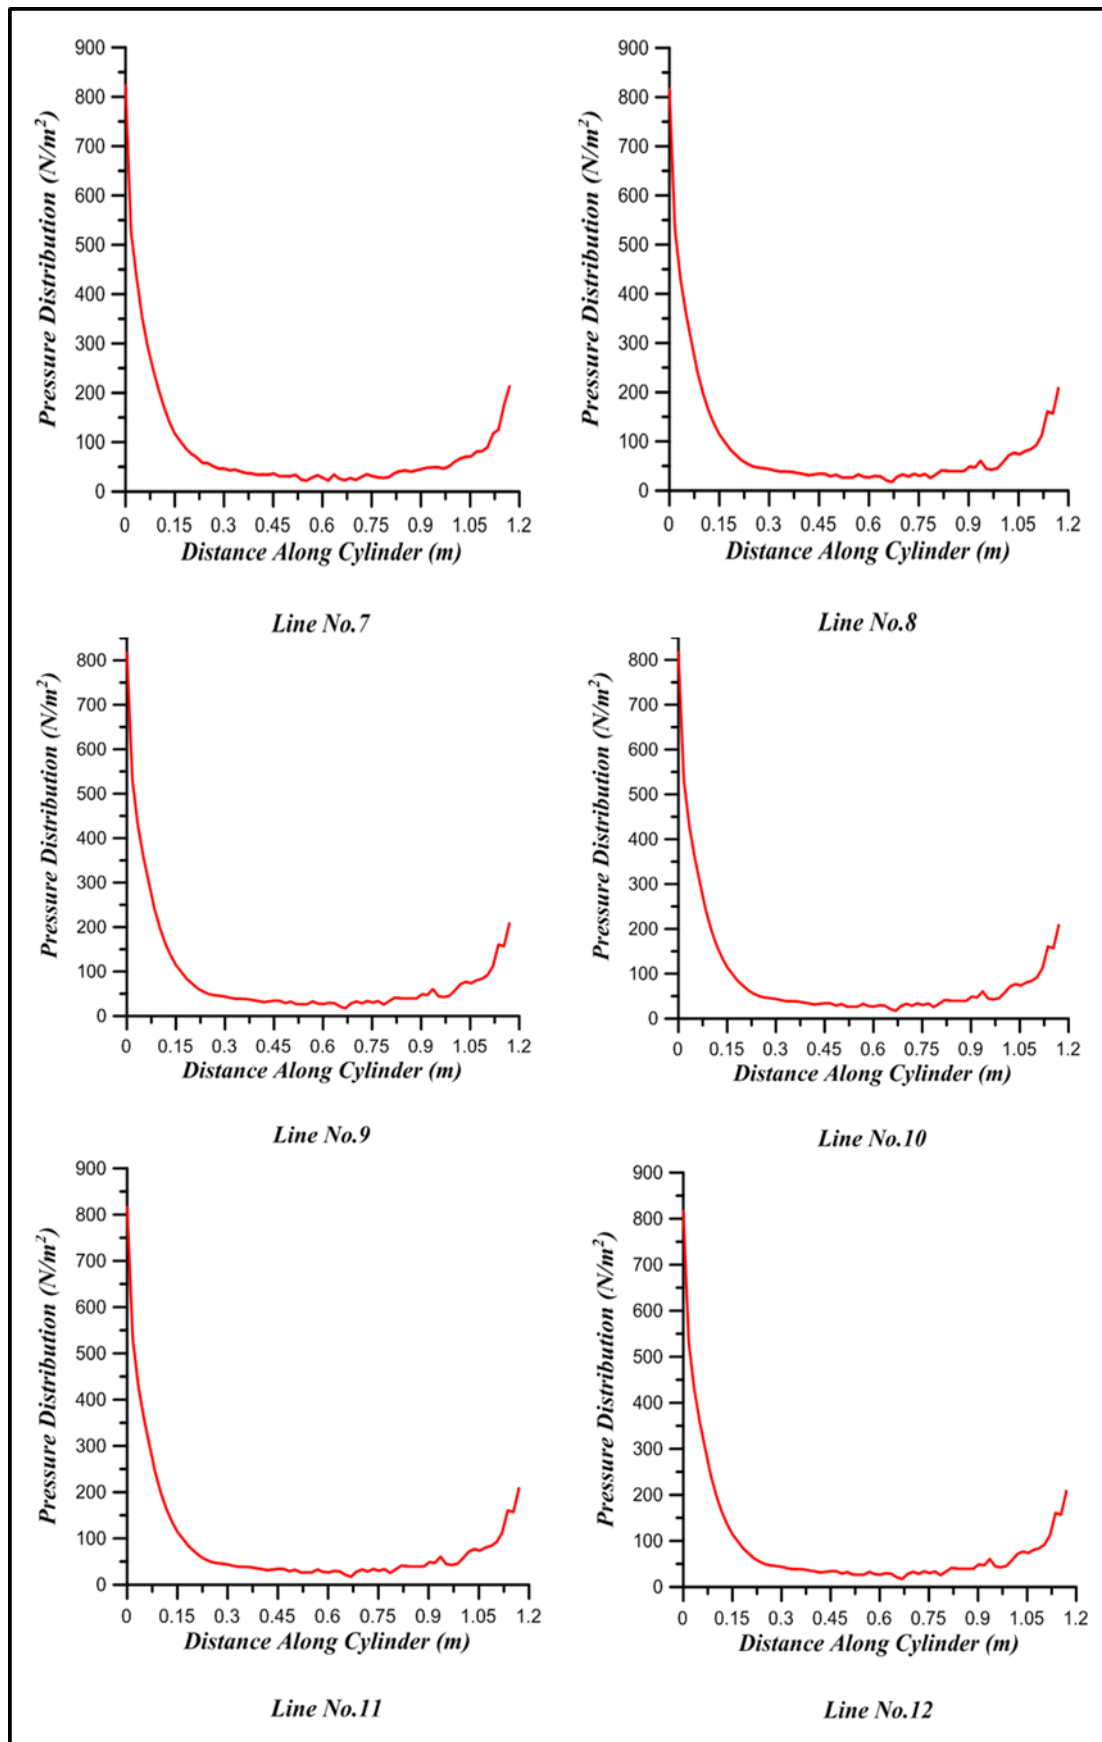 900
800
700
600
500
400
300
200
100
0
Pressure Distribution (N/m²)
0 0.15 0.3 0.45 0.6 0.75 0.9 1.05 1.2
Distance Along Cylinder (m)
Line No.7
900
800
700
600
500
400
300
200
100
0
Pressure Distribution (N/m²)
0 0.15 0.3 0.45 0.6 0.75 0.9 1.05 1.2
Distance Along Cylinder (m)
Line No.8
800
700
600
500
400
300
200
100
0
Pressure Distribution (N/m²)
0 0.15 0.3 0.45 0.6 0.75 0.9 1.05 1.2
Distance Along Cylinder (m)
Line No.9
800
700
600
500
400
300
200
100
0
Pressure Distribution (N/m²)
0 0.15 0.3 0.45 0.6 0.75 0.9 1.05 1.2
Distance Along Cylinder (m)
Line No.10
900
800
700
600
500
400
300
200
100
0
Pressure Distribution (N/m²)
0 0.15 0.3 0.45 0.6 0.75 0.9 1.05 1.2
Distance Along Cylinder (m)
Line No.11
900
800
700
600
500
400
300
200
100
0
Pressure Distribution (N/m²)
0 0.15 0.3 0.45 0.6 0.75 0.9 1.05 1.2
Distance Along Cylinder (m)
Line No.12